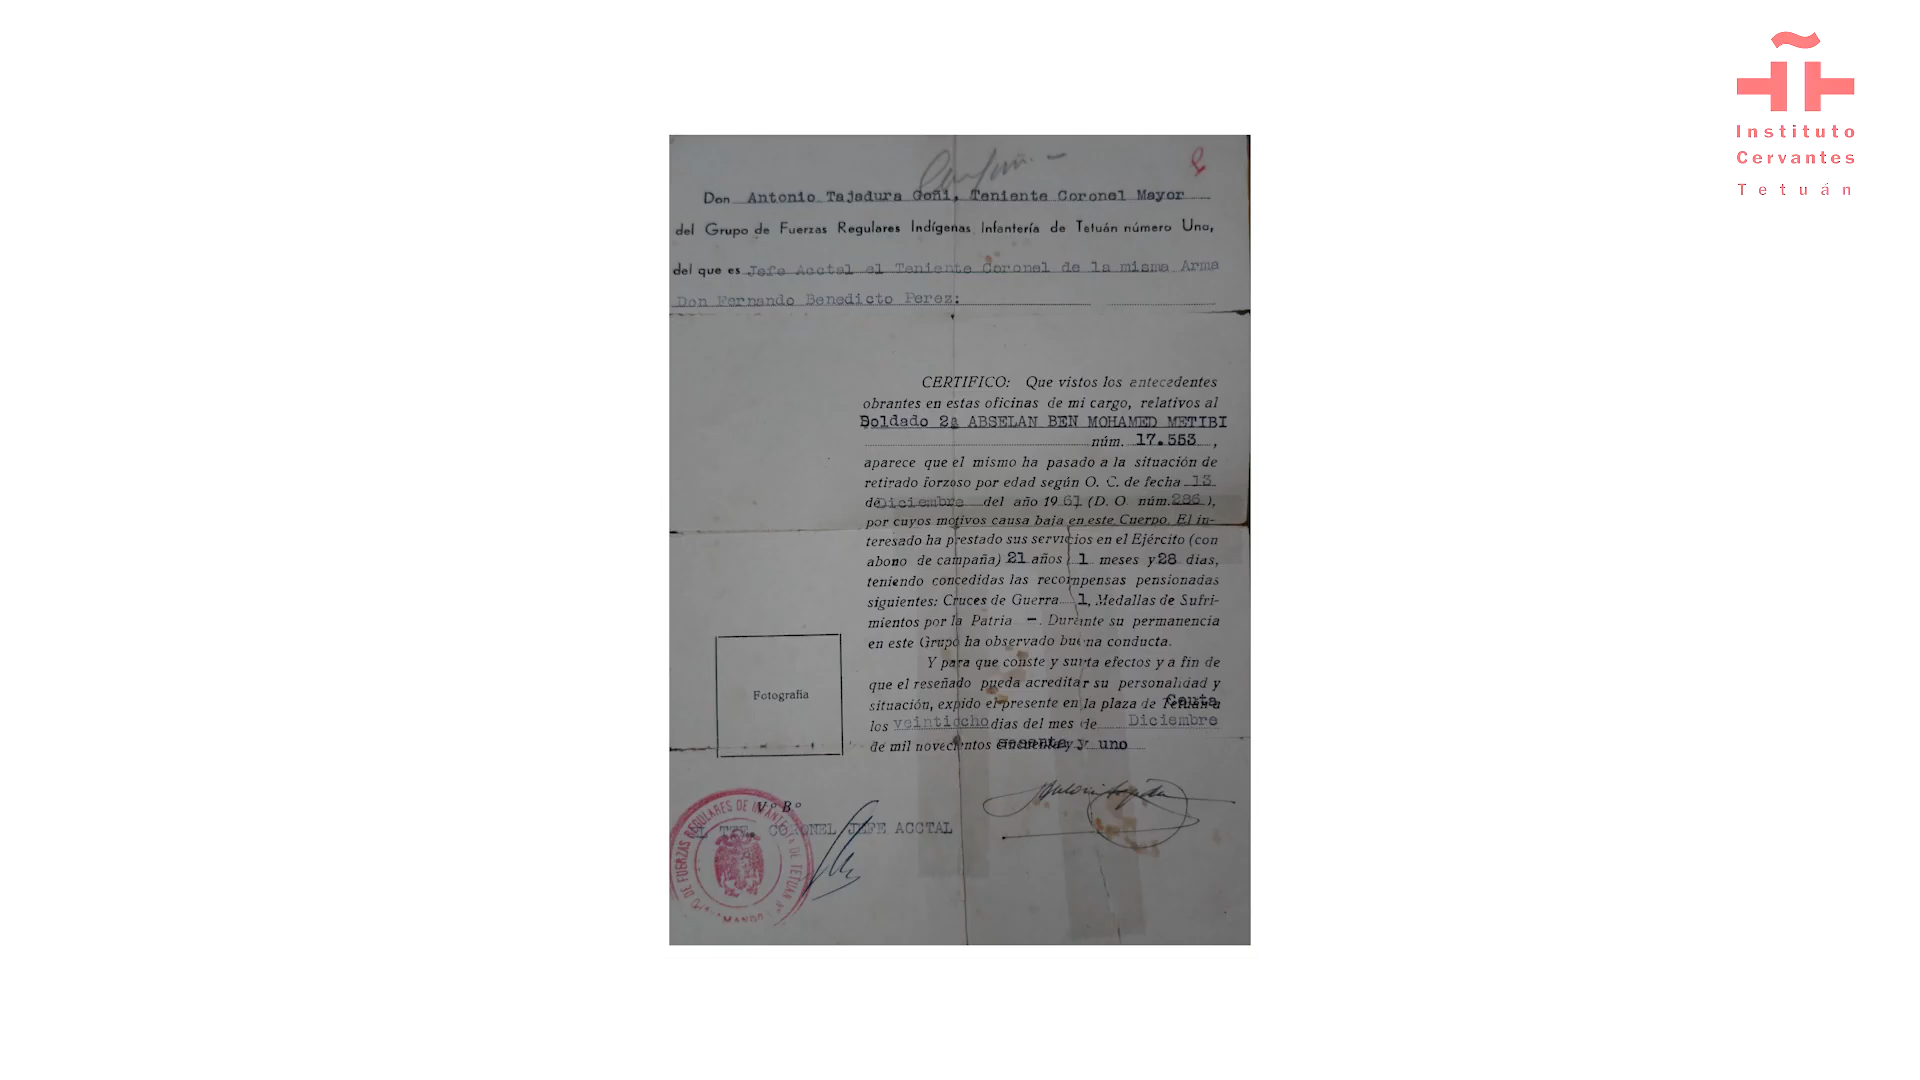 Instituto
Cervantes
Tetuán
Don Antonio Tajadura Goñi, Teniente Coronel Mayor
del Grupo de Fuerzas Regulares Indígenas Infantería de Tetuán número Uno,
del que es Jefe Acctal el Teniente Coronel de la misma Arma
Don Fernando Benedicto Perez:
CERTIFICO: Que vistos los antecedentes
obrantes en estas oficinas de mi cargo, relativos al
Soldado 2ª ABSELAN BEN MOHAMED METIBI
núm. 17.553,
aparece que el mismo ha pasado a la situación de
retirado forzoso por edad según O. C. de fecha 13
de Diciembre del año 1961 (D. O. núm. 286),
por cuyos motivos causa baja en este Cuerpo. El in-
teresado ha prestado sus servicios en el Ejército (con
abono de campaña) 21 años 1 meses y 28 días,
teniendo concedidas las recompensas pensionadas
siguientes: Cruces de Guerra 1, Medallas de Sufri-
mientos por la Patria -. Durante su permanencia
en este Grupo ha observado buena conducta.
Y para que conste y surta efectos y a fin de
que el reseñado pueda acreditar su personalidad y
situación, expido el presente en la plaza de Ceuta a
los veintiocho días del mes de Diciembre
de mil novecientos sesenta y uno
Fotografía
Vº Bº
EL TTE. CORONEL JEFE ACCTAL
DE FUERZAS REGULARES DE INFANTERIA DE TETUAN Nº
MANDO